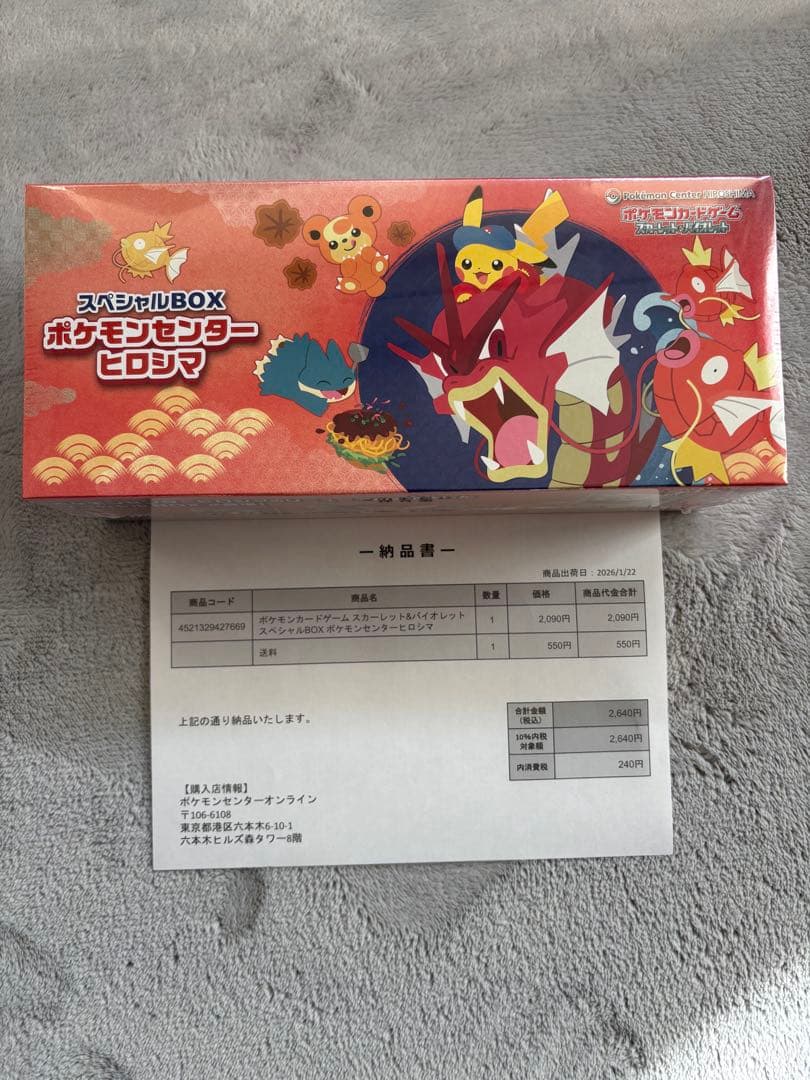 Pokémon Center HIROSHIMA
ポケモンカードゲーム
スカーレット&バイオレット
スペシャルBOX
ポケモンセンター
ヒロシマ
ー納品書ー
商品出荷日：2026/1/22
商品コード 商品名 数量 価格 商品代金合計
4521329427669 ポケモンカードゲーム スカーレット&バイオレット 1 2,090円 2,090円
スペシャルBOX ポケモンセンターヒロシマ
送料 1 550円 550円
上記の通り納品いたします。
合計金額
（税込） 2,640円
10%内税
対象額 2,640円
内消費税 240円
【購入店情報】
ポケモンセンターオンライン
〒106-6108
東京都港区六本木6-10-1
六本木ヒルズ森タワー8階